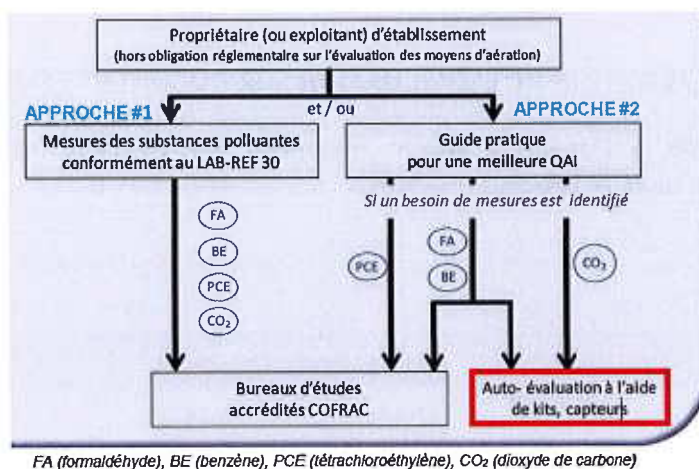 Propriétaire (ou exploitant) d'établissement
(hors obligation réglementaire sur l'évaluation des moyens d'aération)
APPROCHE #1
et / ou
APPROCHE #2
Mesures des substances polluantes
conformément au LAB-REF 30
Guide pratique
pour une meilleure QAI
Si un besoin de mesures est identifié
FA
BE
PCE
CO₂
PCE
FA
BE
CO₂
Bureaux d'études
accrédités COFRAC
Auto- évaluation à l'aide
de kits, capteurs
FA (formaldéhyde), BE (benzène), PCE (tétrachloroéthylène), CO₂ (dioxyde de carbone)